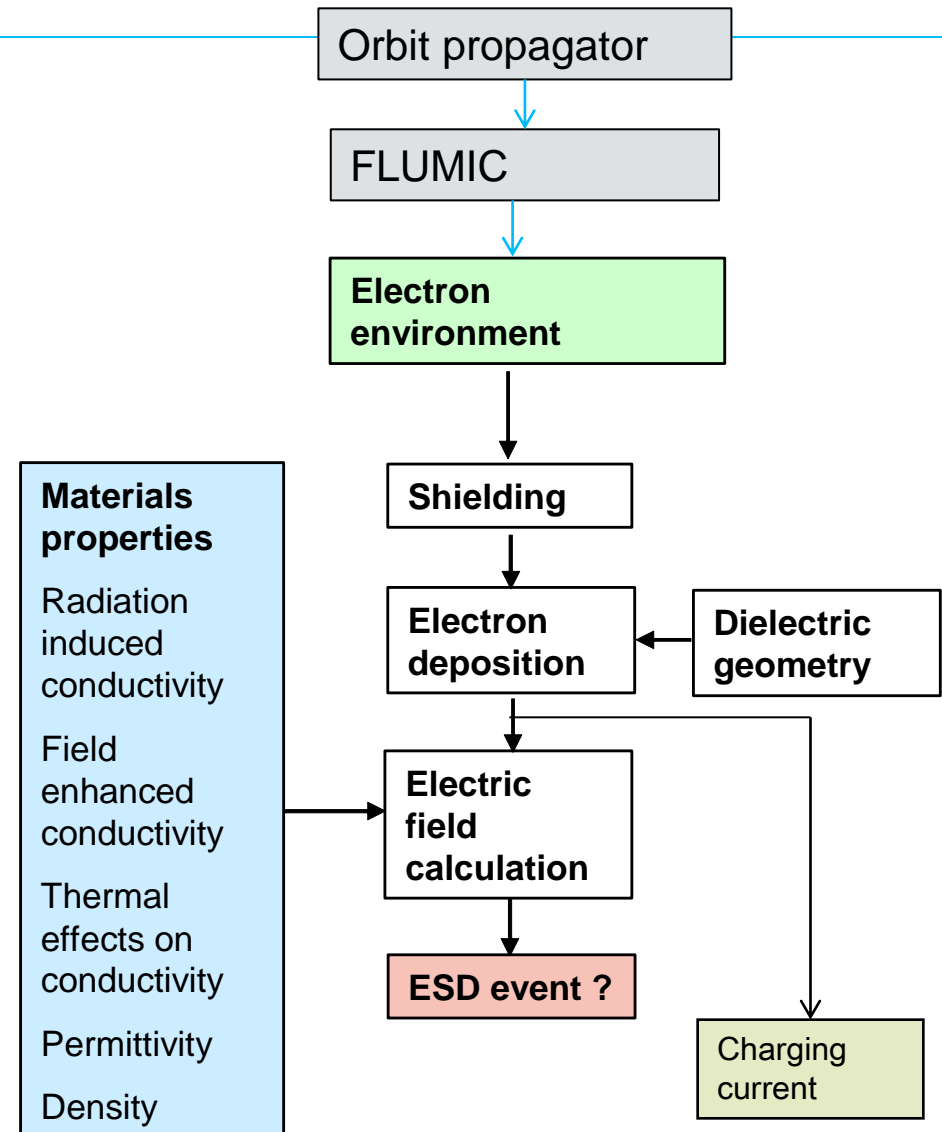 Orbit propagator
FLUMIC
Electron
environment
Shielding
Electron
deposition
Dielectric
geometry
Materials
properties
Radiation
induced
conductivity
Field
enhanced
conductivity
Thermal
effects on
conductivity
Permittivity
Density
Electric
field
calculation
ESD event ?
Charging
current